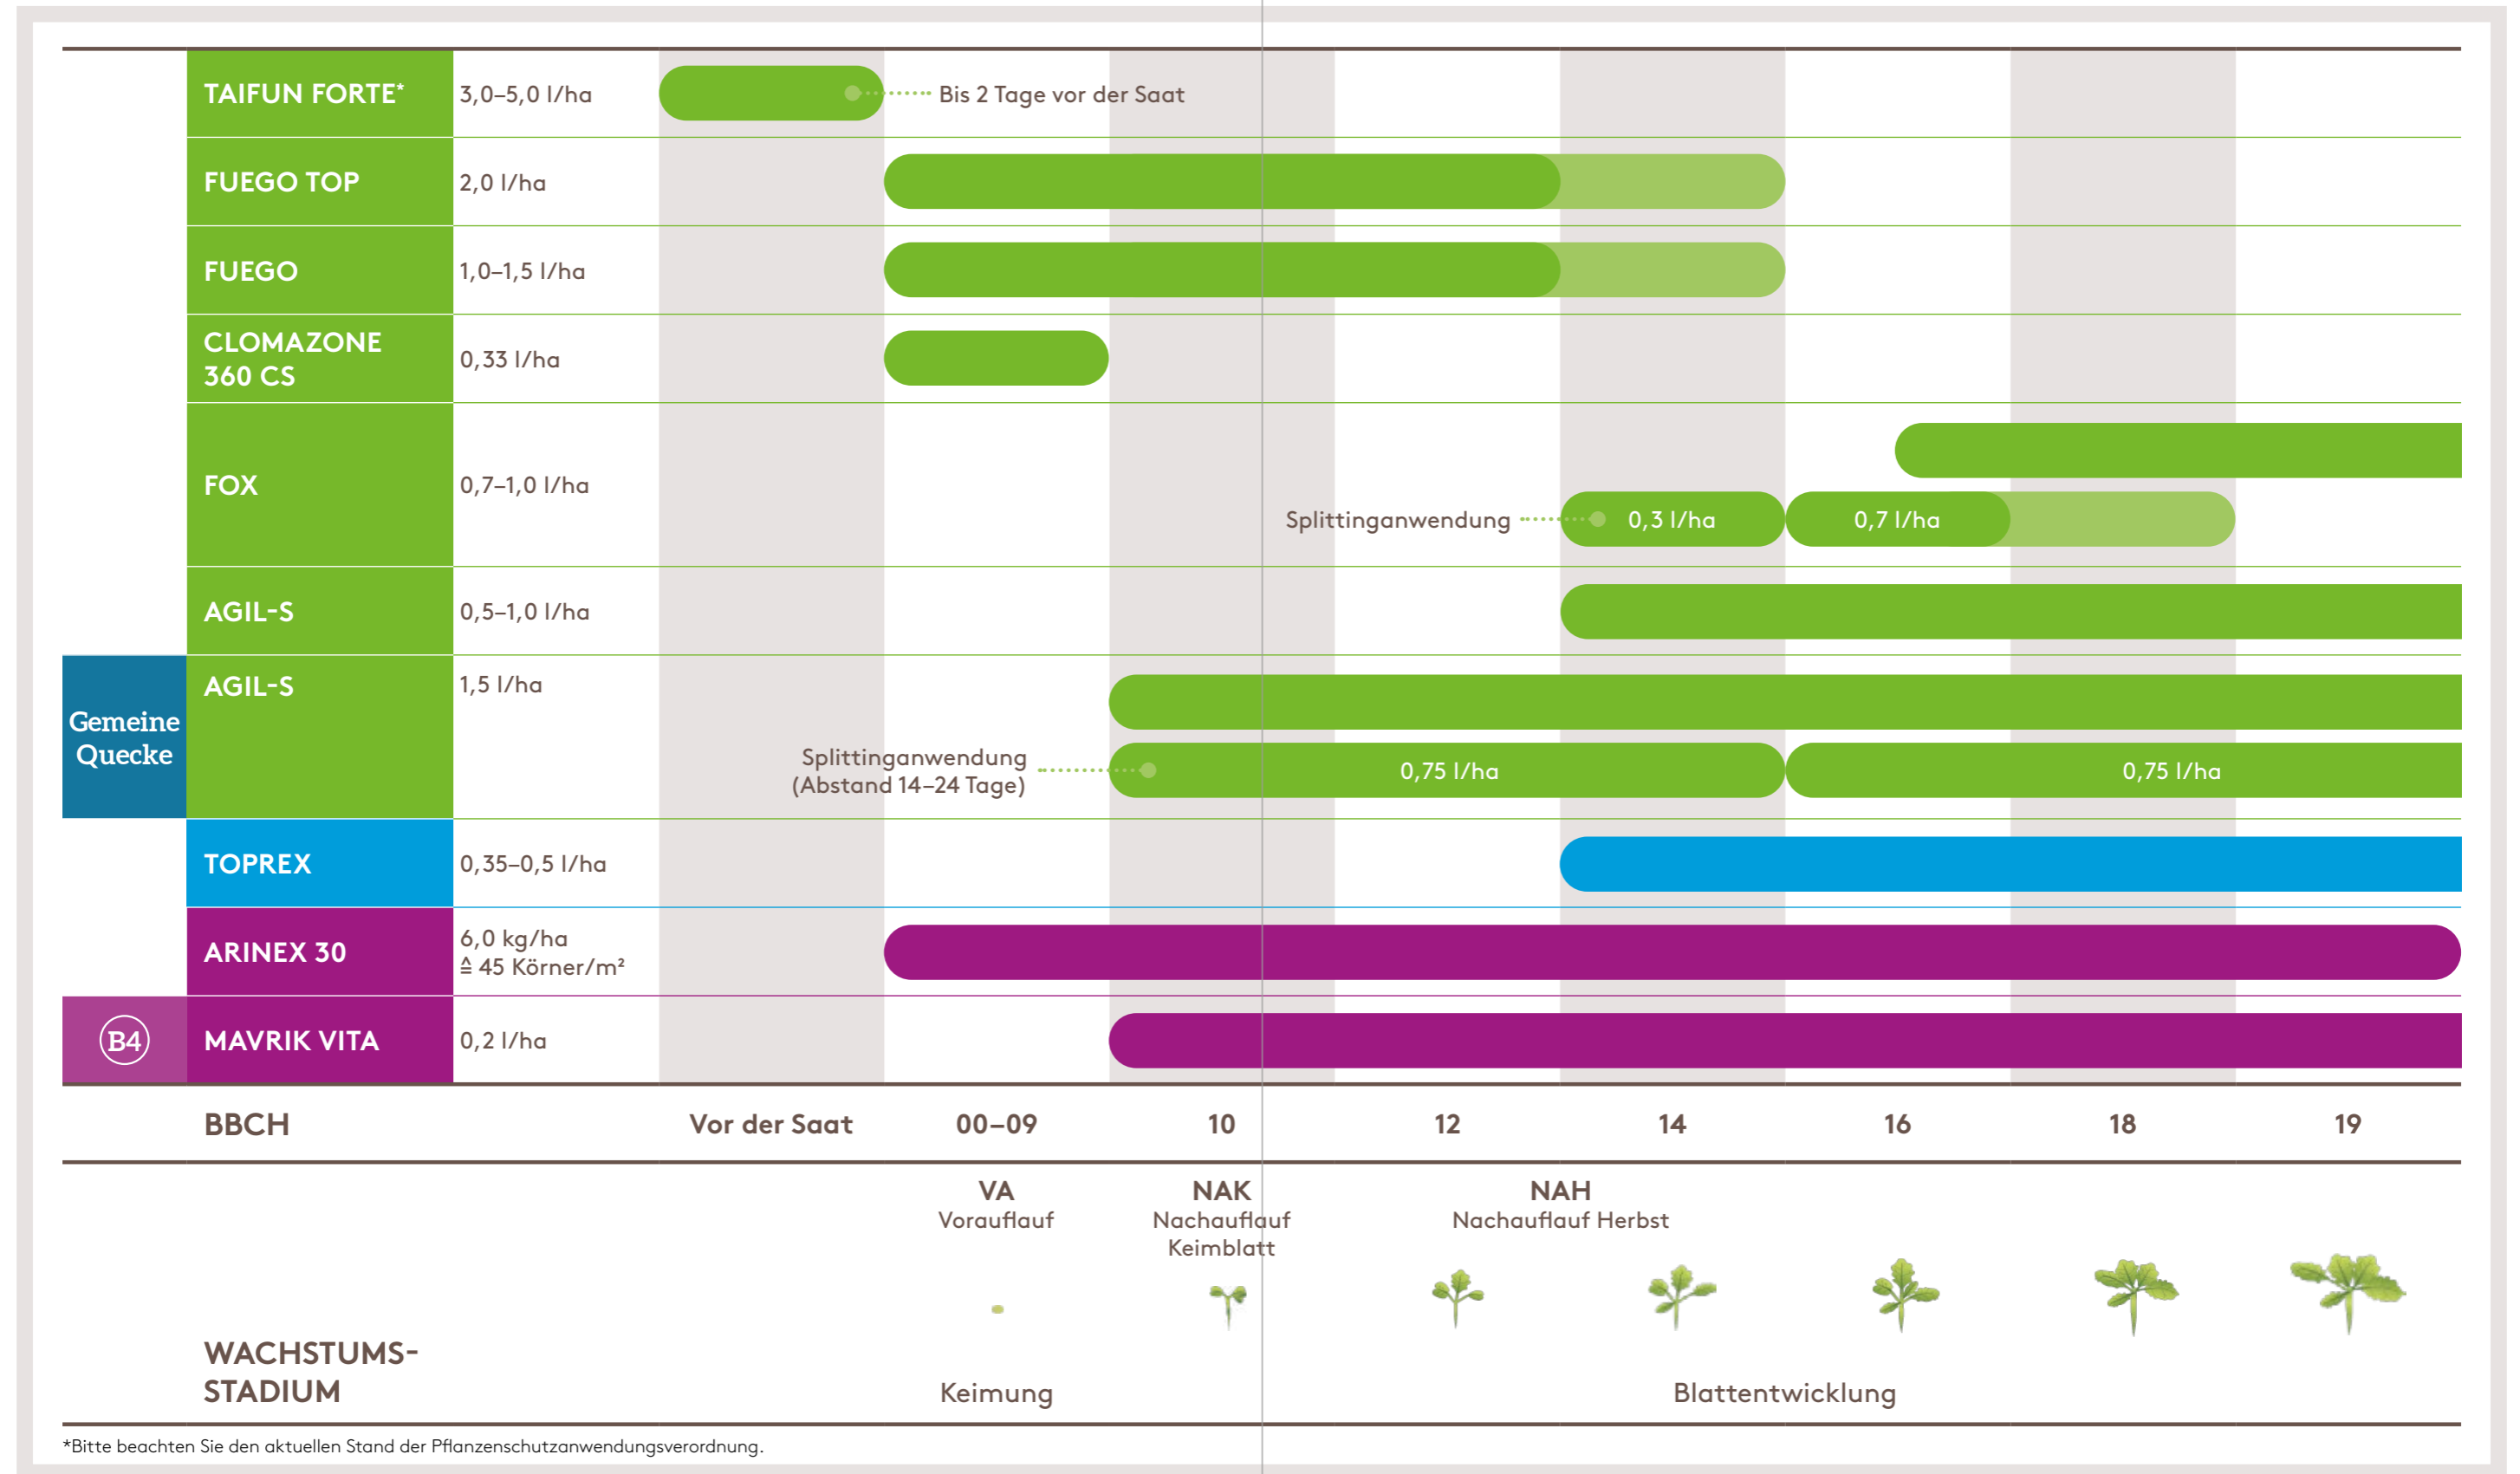 TAIFUN FORTE*
3,0–5,0 l/ha
Bis 2 Tage vor der Saat
FUEGO TOP
2,0 l/ha
FUEGO
1,0–1,5 l/ha
CLOMAZONE
360 CS
0,33 l/ha
FOX
0,7–1,0 l/ha
Splittinganwendung
0,3 l/ha
0,7 l/ha
AGIL-S
0,5–1,0 l/ha
Gemeine
Quecke
AGIL-S
1,5 l/ha
Splittinganwendung
(Abstand 14–24 Tage)
0,75 l/ha
0,75 l/ha
TOPREX
0,35–0,5 l/ha
ARINEX 30
6,0 kg/ha
≙ 45 Körner/m²
B4
MAVRIK VITA
0,2 l/ha
BBCH
Vor der Saat
00–09
10
12
14
16
18
19
VA
Vorauflauf
NAK
Nachauflauf
Keimblatt
NAH
Nachauflauf Herbst
WACHSTUMS-
STADIUM
Keimung
Blattentwicklung
*Bitte beachten Sie den aktuellen Stand der Pflanzenschutzanwendungsverordnung.